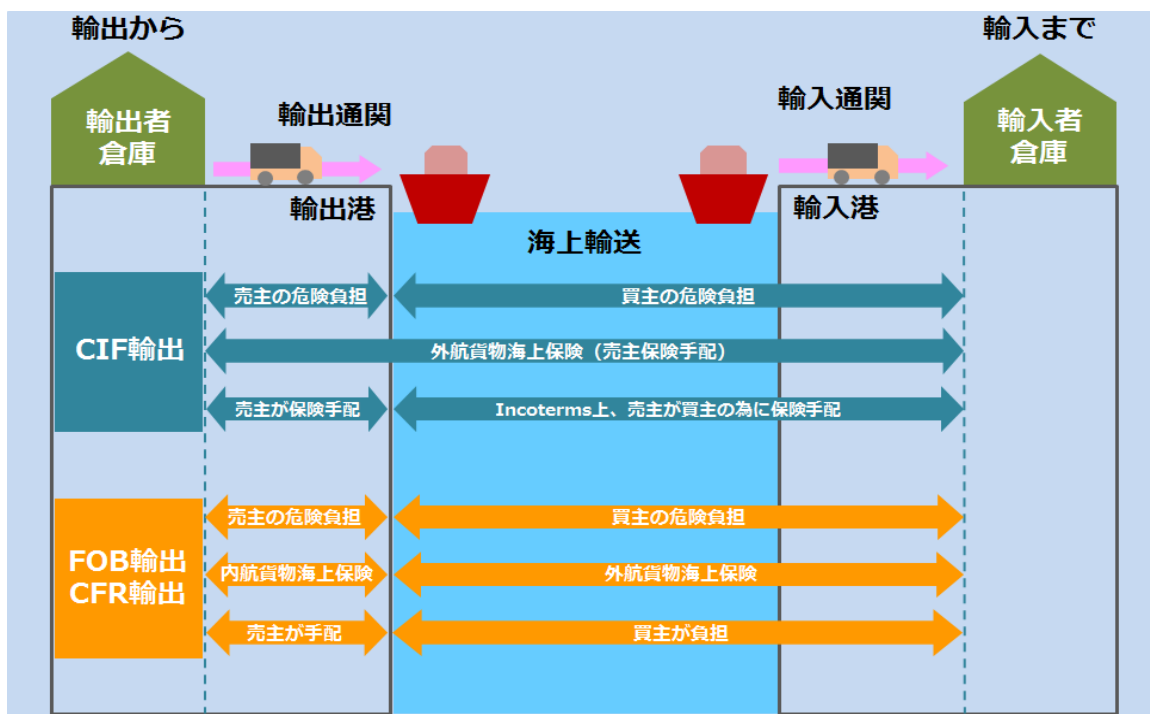 輸出から
輸入まで
輸出者
倉庫
輸出通関
輸入通関
輸入者
倉庫
輸出港
輸入港
海上輸送
売主の危険負担
買主の危険負担
CIF輸出
外航貨物海上保険（売主保険手配）
売主が保険手配
Incoterms上、売主が買主の為に保険手配
売主の危険負担
買主の危険負担
FOB輸出
CFR輸出
内航貨物海上保険
外航貨物海上保険
売主が手配
買主が負担